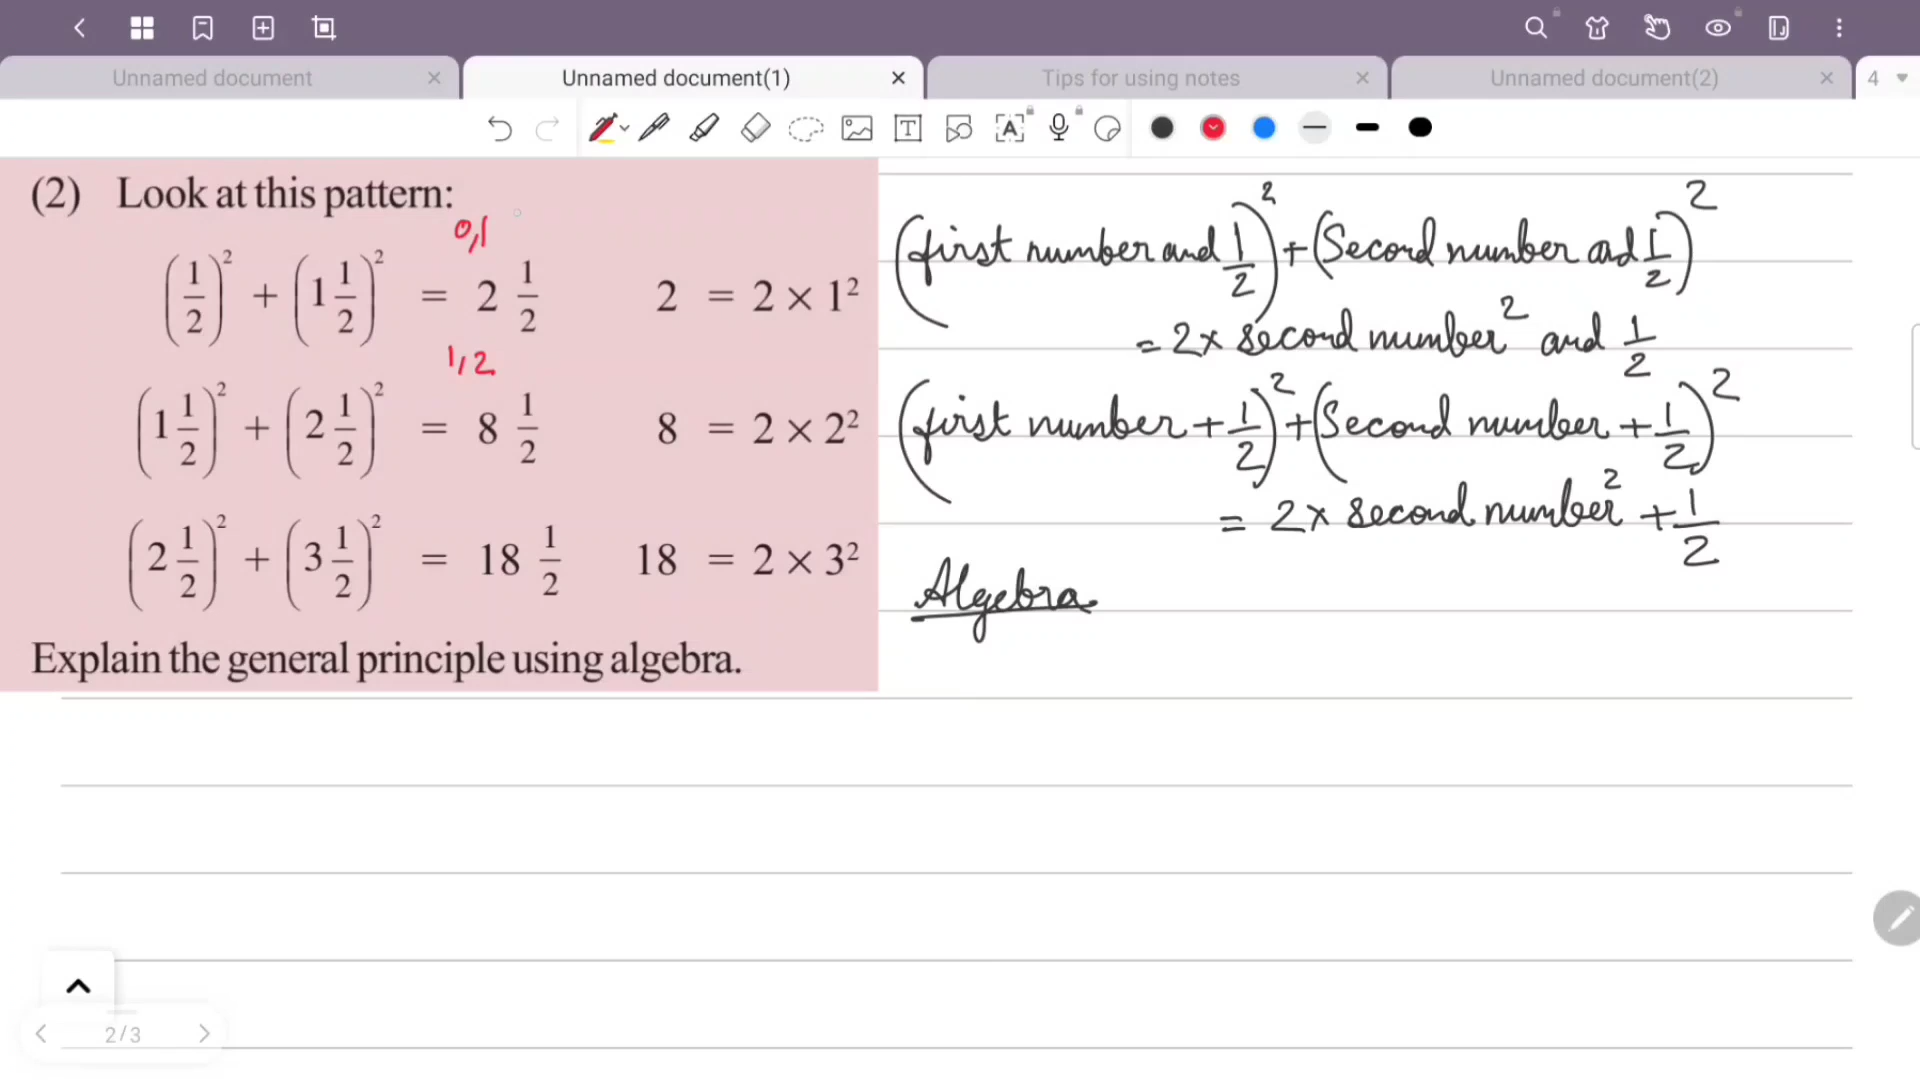 Unnamed document
Unnamed document(1)
Tips for using notes
Unnamed document(2)
4
(2) Look at this pattern:
0,1
(1/2)² + (1 1/2)² = 2 1/2    2 = 2 × 1²
1,2
(1 1/2)² + (2 1/2)² = 8 1/2    8 = 2 × 2²
(2 1/2)² + (3 1/2)² = 18 1/2    18 = 2 × 3²
Explain the general principle using algebra.
(first number and 1/2)² + (Second number and 1/2)²
= 2 x second number² and 1/2
(first number + 1/2)² + (Second number + 1/2)²
= 2 x second number² + 1/2
Algebra
2/3